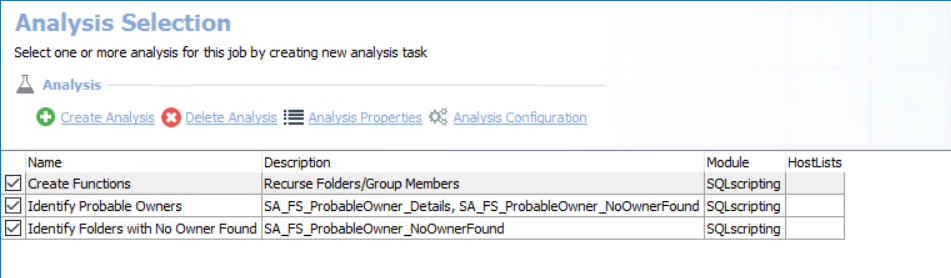 Analysis Selection
Select one or more analysis for this job by creating new analysis task
Analysis
Create Analysis Delete Analysis Analysis Properties Analysis Configuration
Name Description Module HostLists
Create Functions Recurse Folders/Group Members SQLscripting
Identify Probable Owners SA_FS_ProbableOwner_Details, SA_FS_ProbableOwner_NoOwnerFound SQLscripting
Identify Folders with No Owner Found SA_FS_ProbableOwner_NoOwnerFound SQLscripting